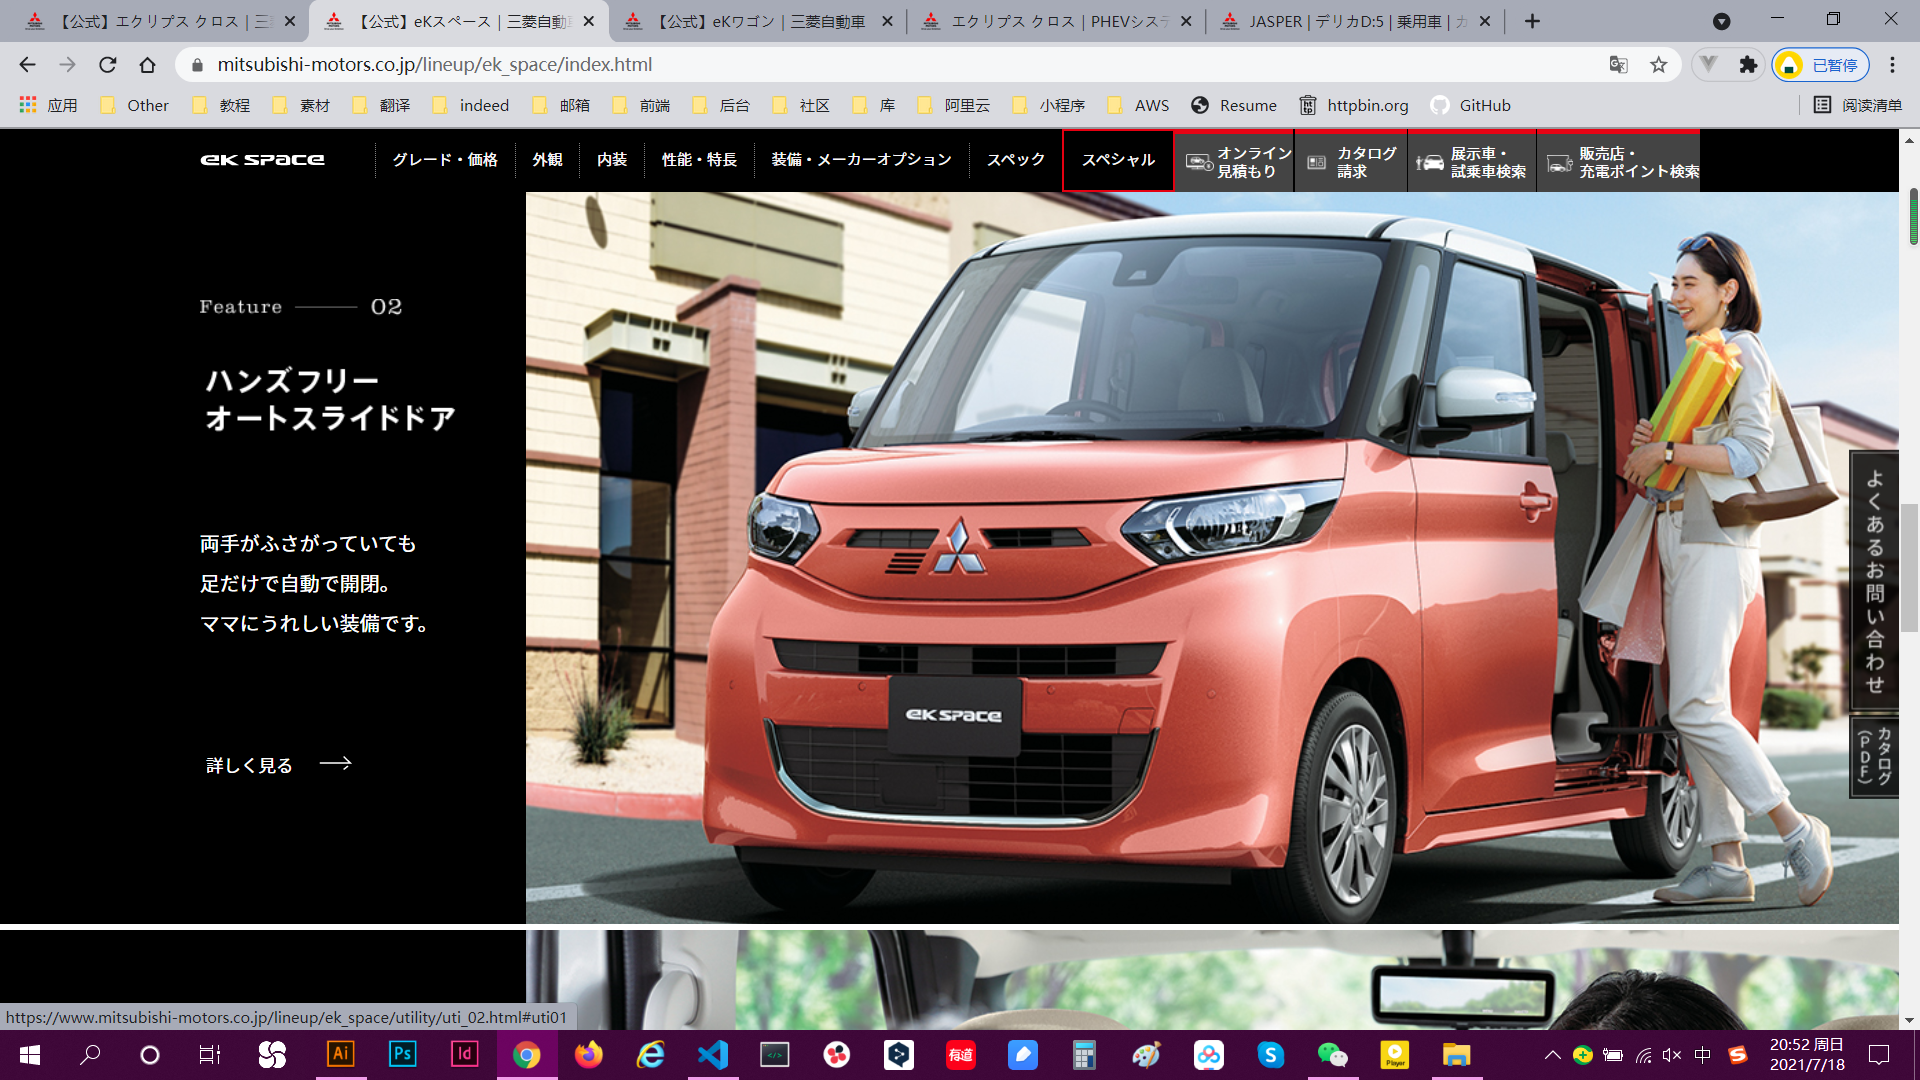 【公式】エクリプス クロス｜三
【公式】eKスペース｜三菱自動
【公式】eKワゴン｜三菱自動車
エクリプス クロス｜PHEVシステ
JASPER | デリカD:5 | 乗用車 | カ
mitsubishi-motors.co.jp/lineup/ek_space/index.html
已暂停
应用
Other
教程
素材
翻译
indeed
邮箱
前端
后台
社区
库
阿里云
小程序
AWS
Resume
httpbin.org
GitHub
阅读清单
eK SPACE
グレード・価格
外観
内装
性能・特長
装備・メーカーオプション
スペック
スペシャル
オンライン
見積もり
カタログ
請求
展示車・
試乗車検索
販売店・
充電ポイント検索
Feature 02
ハンズフリー
オートスライドドア
両手がふさがっていても
足だけで自動で開閉。
ママにうれしい装備です。
詳しく見る
eK SPACE
よくあるお問い合わせ
カタログ
（PDF）
https://www.mitsubishi-motors.co.jp/lineup/ek_space/utility/uti_02.html#uti01
Ai
Ps
Id
有道
Player
中
20:52 周日
2021/7/18